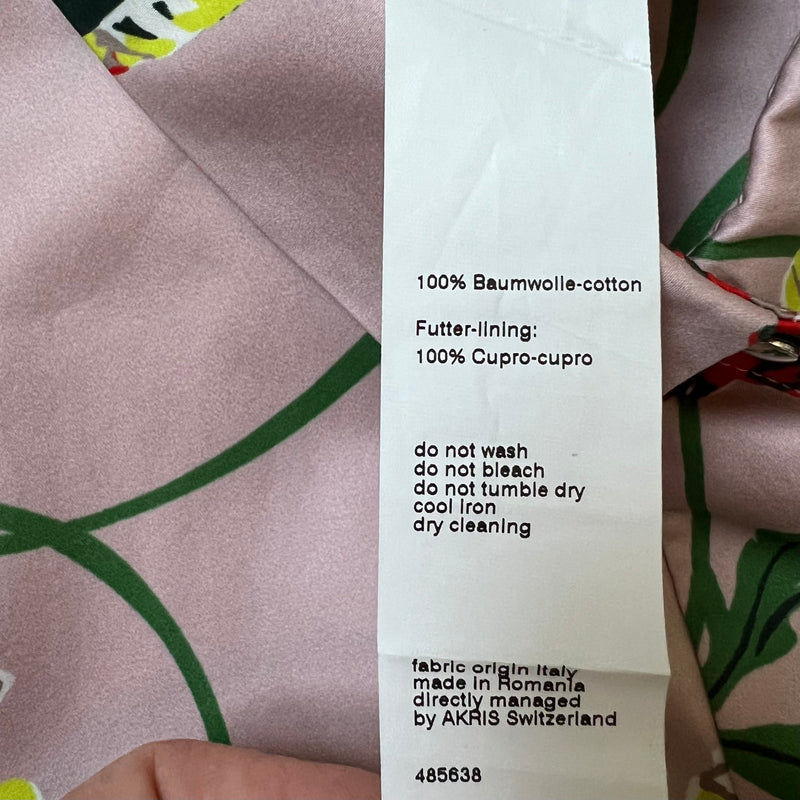 100% Baumwolle-cotton
Futter-lining:
100% Cupro-cupro
do not wash
do not bleach
do not tumble dry
cool iron
dry cleaning
fabric origin Italy
made in Romania
directly managed
by AKRIS Switzerland
485638